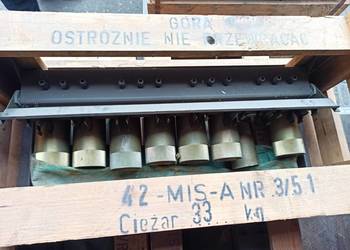 GÓRA
OSTROŻNIE NIE PRZEWRACAĆ
42-MIS-A NR 3/51
Ciężar 33 kg